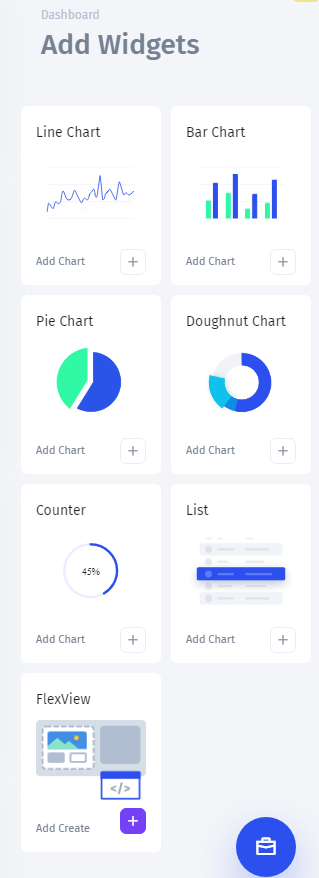 Dashboard
Add Widgets
Line Chart
Add Chart
Bar Chart
Add Chart
Pie Chart
Add Chart
Doughnut Chart
Add Chart
Counter
45%
Add Chart
List
Add Chart
FlexView
</>
Add Create